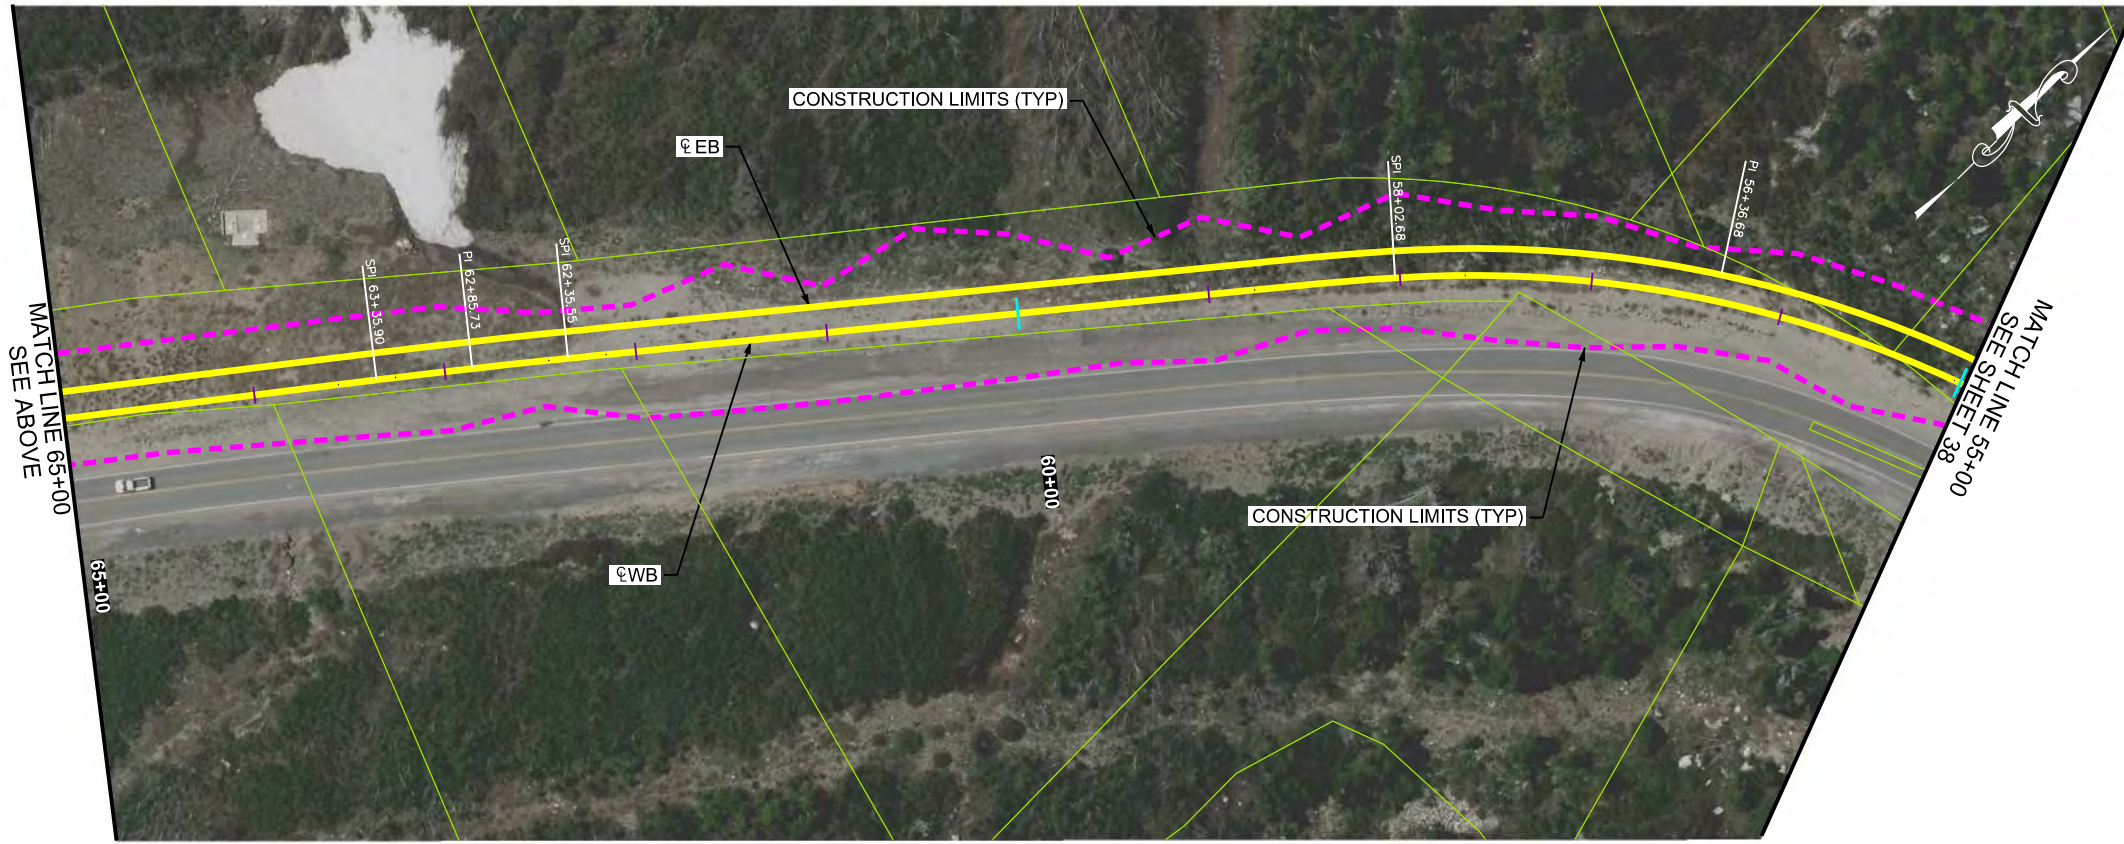 CONSTRUCTION LIMITS (TYP)
℄ EB
SPI 58+02.68
PI 56+36.68
SPI 63+35.90
PI 62+85.73
SPI 62+35.55
MATCH LINE 65+00
SEE ABOVE
MATCH LINE 55+00
SEE SHEET 38
60+00
CONSTRUCTION LIMITS (TYP)
℄WB
65+00